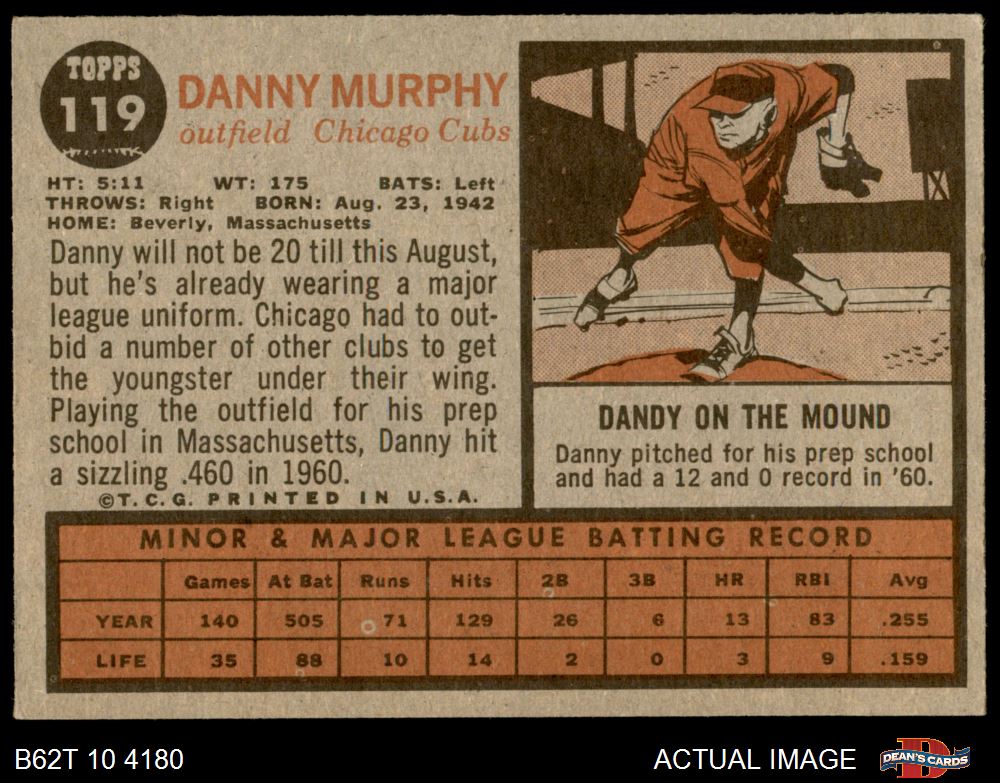 TOPPS
119
DANNY MURPHY
outfield Chicago Cubs
HT: 5:11 WT: 175 BATS: Left
THROWS: Right BORN: Aug. 23, 1942
HOME: Beverly, Massachusetts
Danny will not be 20 till this August,
but he's already wearing a major
league uniform. Chicago had to out-
bid a number of other clubs to get
the youngster under their wing.
Playing the outfield for his prep
school in Massachusetts, Danny hit
a sizzling .460 in 1960.
©T.C.G. PRINTED IN U.S.A.
DANDY ON THE MOUND
Danny pitched for his prep school
and had a 12 and 0 record in '60.
MINOR & MAJOR LEAGUE BATTING RECORD
Games At Bat Runs Hits 2B 3B HR RBI Avg
YEAR 140 505 71 129 26 6 13 83 .255
LIFE 35 88 10 14 2 0 3 9 .159
B62T 10 4180 ACTUAL IMAGE DEAN'S CARDS